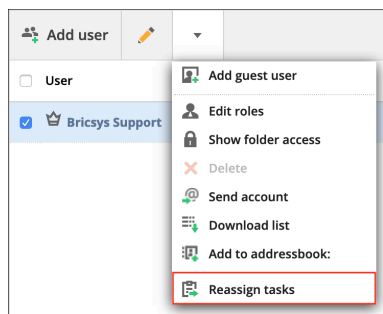 Add user
User
Bricsys Support
Add guest user
Edit roles
Show folder access
Delete
Send account
Download list
Add to addressbook:
Reassign tasks